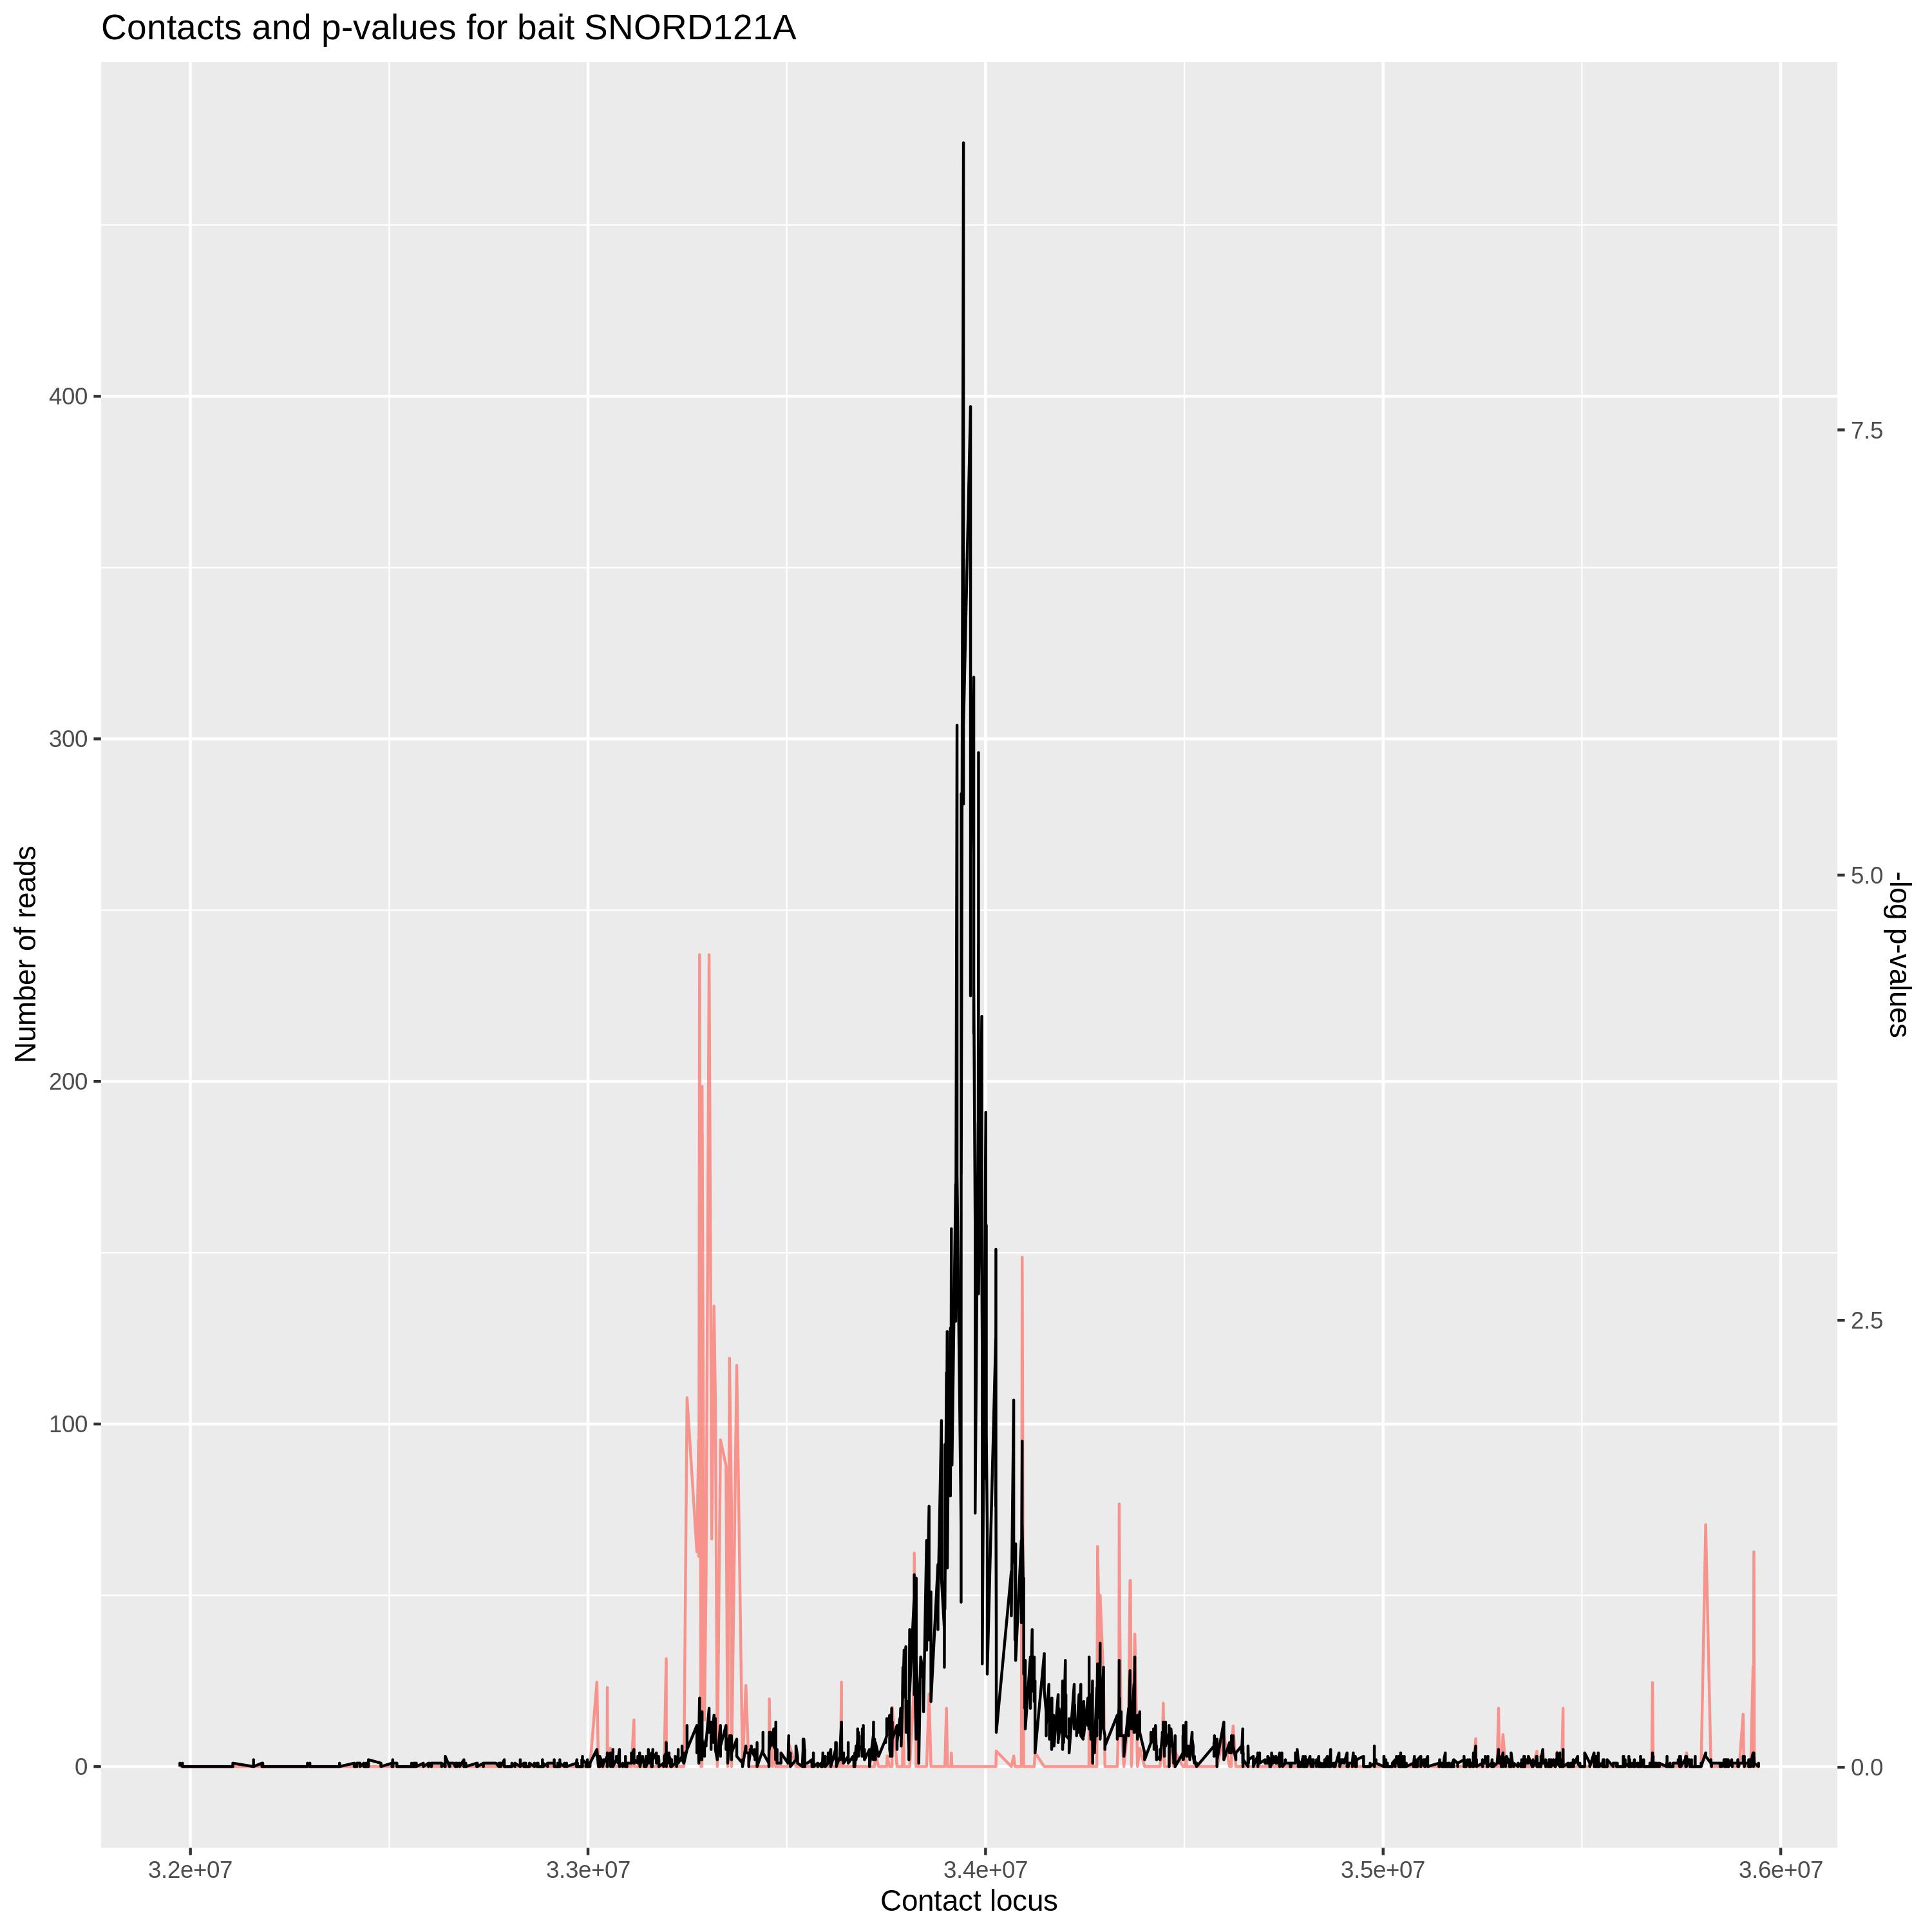 Contacts and p-values for bait SNORD121A
Number of reads
400
300
200
100
0
7.5
5.0
2.5
0.0
-log p-values
3.2e+07 3.3e+07 3.4e+07 3.5e+07 3.6e+07
Contact locus